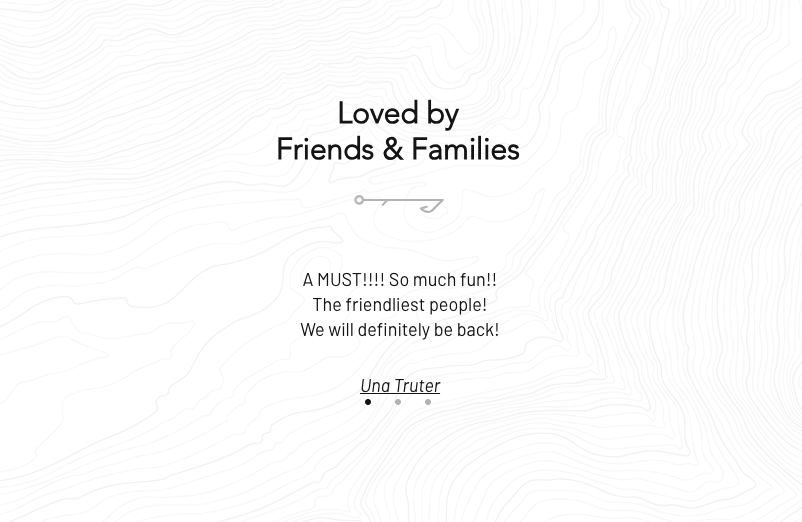 Loved by
Friends & Families
A MUST!!!! So much fun!!
The friendliest people!
We will definitely be back!
Una Truter